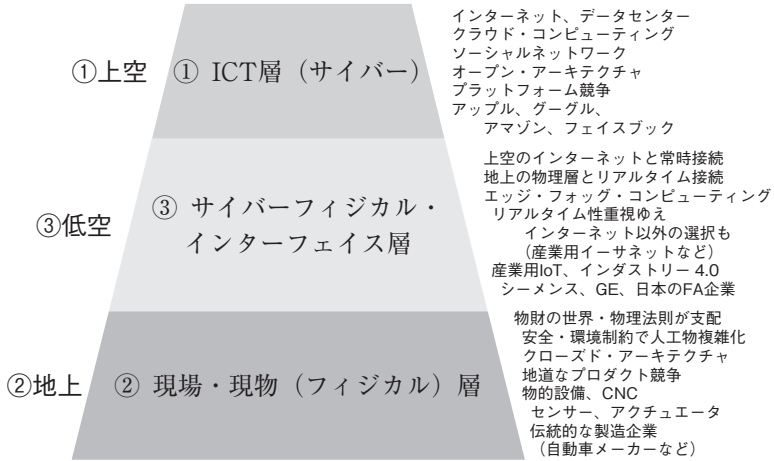 ①上空
① ICT層（サイバー）
インターネット、データセンター
クラウド・コンピューティング
ソーシャルネットワーク
オープン・アーキテクチャ
プラットフォーム競争
アップル、グーグル、
アマゾン、フェイスブック
③低空
③ サイバーフィジカル・
インターフェイス層
上空のインターネットと常時接続
地上の物理層とリアルタイム接続
エッジ・フォッグ・コンピューティング
リアルタイム性重視ゆえ
インターネット以外の選択も
（産業用イーサネットなど）
産業用IoT、インダストリー 4.0
シーメンス、GE、日本のFA企業
②地上
② 現場・現物（フィジカル）層
物財の世界・物理法則が支配
安全・環境制約で人工物複雑化
クローズド・アーキテクチャ
地道なプロダクト競争
物的設備、CNC
センサー、アクチュエータ
伝統的な製造企業
（自動車メーカーなど）